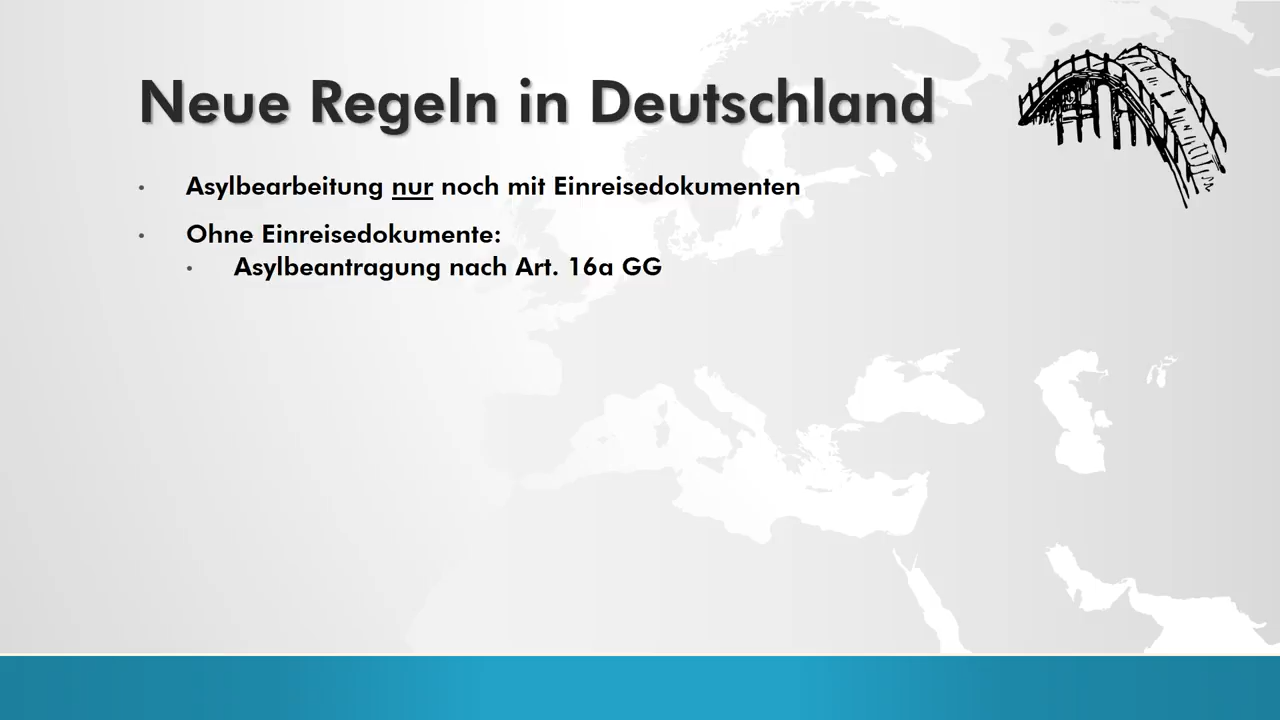 Neue Regeln in Deutschland
• Asylbearbeitung nur noch mit Einreisedokumenten
• Ohne Einreisedokumente:
• Asylbeantragung nach Art. 16a GG